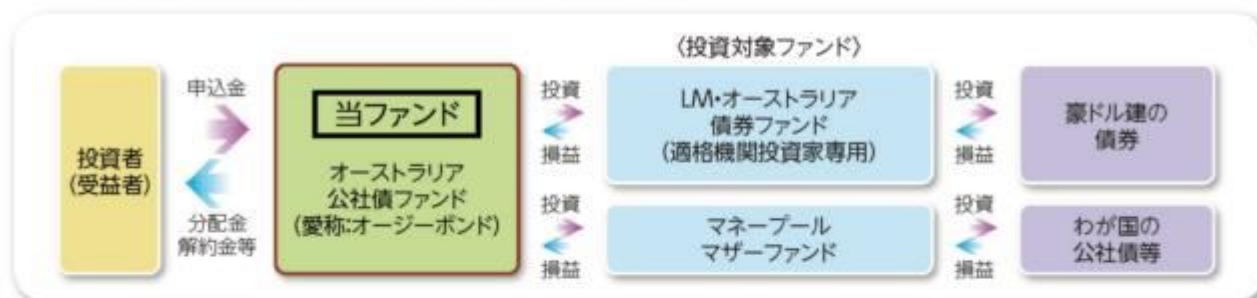 〈投資対象ファンド〉
投資者
(受益者)
申込金
分配金
解約金等
当ファンド
オーストラリア
公社債ファンド
(愛称:オージーボンド)
投資
損益
投資
損益
LM・オーストラリア
債券ファンド
(適格機関投資家専用)
マネープール
マザーファンド
投資
損益
投資
損益
豪ドル建の
債券
わが国の
公社債等